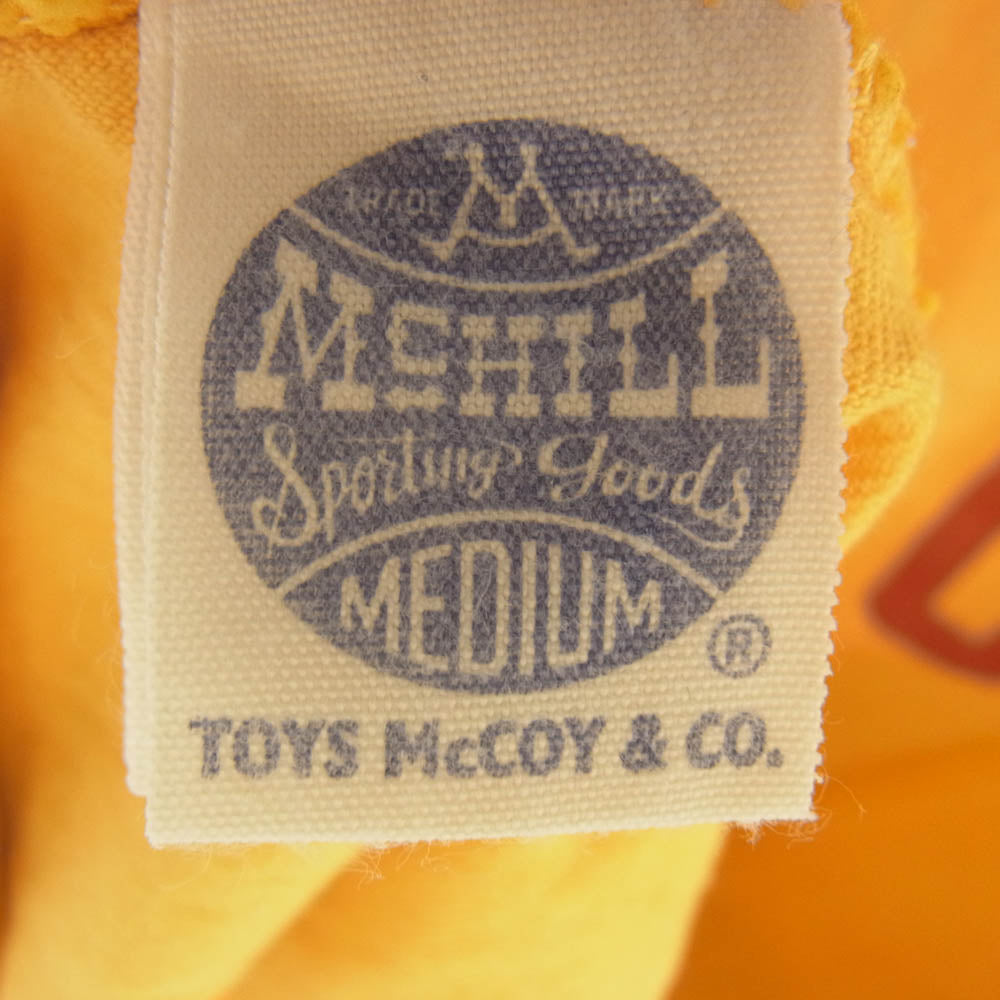 TRADE M MARK
McHILL
Sporting Goods
MEDIUM
®
TOYS McCOY & CO.